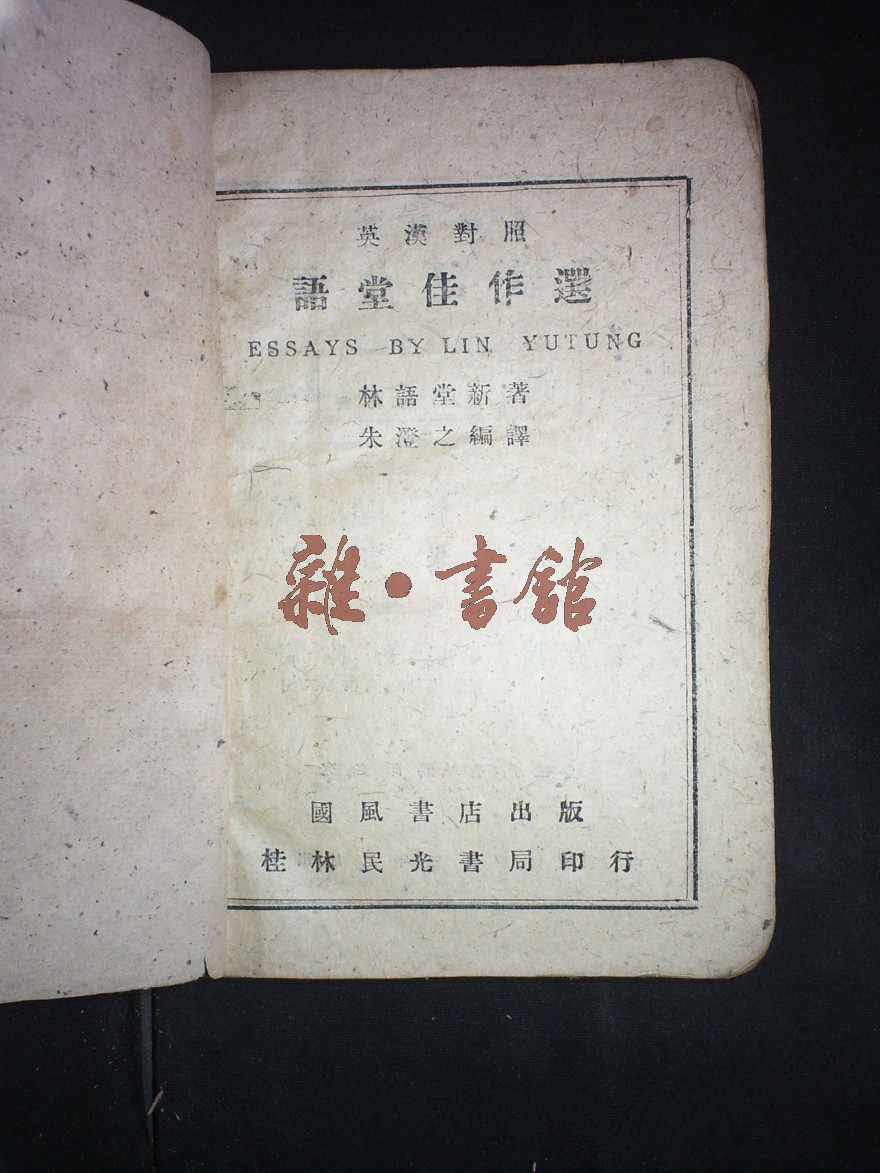 英漢對照
語堂佳作選
ESSAYS BY LIN YUTUNG
林語堂新著
朱澄之編譯
雜·書館
國風書店出版
桂林民光書局印行